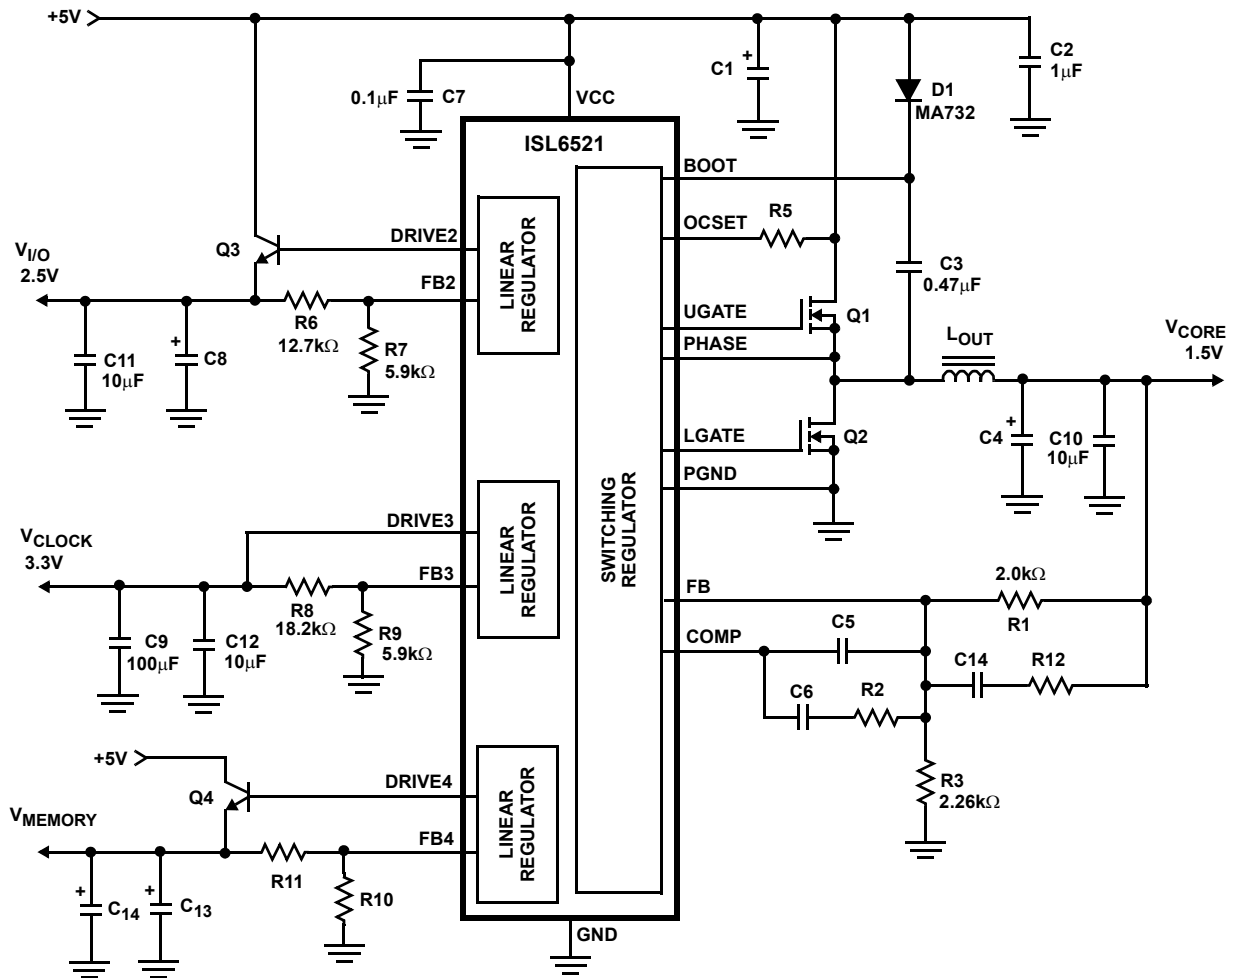 +5V
C7
0.1μF
VCC
C1
+
C2
1μF
D1
MA732
ISL6521
BOOT
OCSET
R5
C3
0.47μF
UGATE
Q1
PHASE
LOUT
VCORE
1.5V
LGATE
Q2
PGND
+
C4
C10
10μF
SWITCHING
REGULATOR
FB
2.0kΩ
R1
COMP
C5
C14
R12
C6
R2
R3
2.26kΩ
LINEAR
REGULATOR
DRIVE2
Q3
VI/O
2.5V
FB2
R6
12.7kΩ
R7
5.9kΩ
C11
10μF
+
C8
LINEAR
REGULATOR
DRIVE3
VCLOCK
3.3V
FB3
R8
18.2kΩ
R9
5.9kΩ
C9
100μF
C12
10μF
LINEAR
REGULATOR
+5V
DRIVE4
Q4
VMEMORY
FB4
R11
R10
+
C14
+
C13
GND